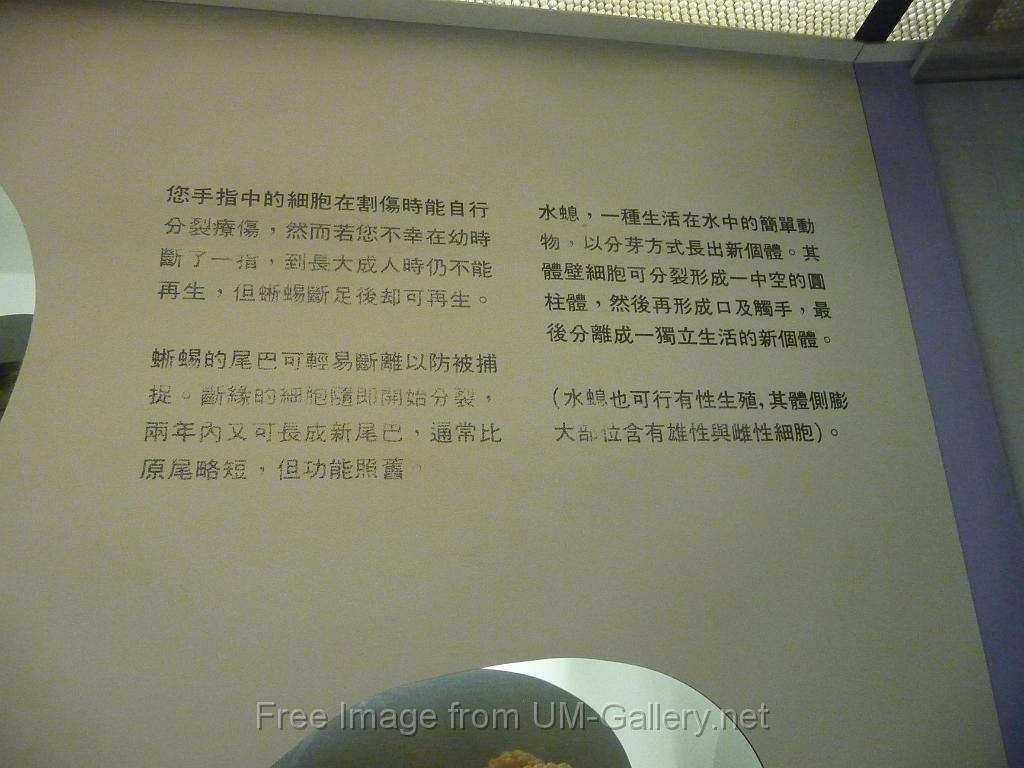 您手指中的細胞在割傷時能自行
分裂療傷，然而若您不幸在幼時
斷了一指，到長大成人時仍不能
再生，但蜥蜴斷足後却可再生。
蜥蜴的尾巴可輕易斷離以防被捕
捉。斷緣的細胞隨即開始分裂，
兩年內又可長成新尾巴，通常比
原尾略短，但功能照舊。
水螅，一種生活在水中的簡單動
物，以分芽方式長出新個體。其
體壁細胞可分裂形成一中空的圓
柱體，然後再形成口及觸手，最
後分離成一獨立生活的新個體。
(水螅也可行有性生殖，其體側膨
大部位含有雄性與雌性細胞)。
Free Image from UM-Gallery.net